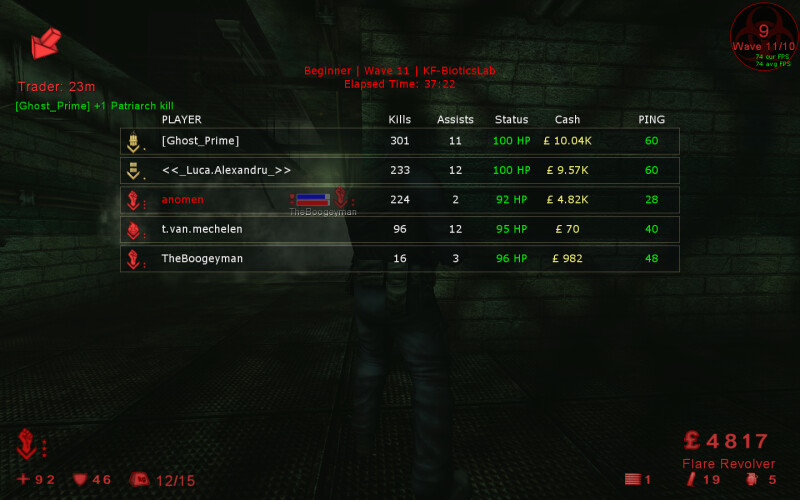 9
Wave 11/10
74 cur FPS
74 avg FPS
Beginner | Wave 11 | KF-BioticsLab
Elapsed Time: 37:22
Trader: 23m
[Ghost_Prime] +1 Patriarch kill
PLAYER Kills Assists Status Cash PING
[Ghost_Prime] 301 11 100 HP £ 10.04K 60
<<_Luca.Alexandru_>> 233 12 100 HP £ 9.57K 60
anomen 224 2 92 HP £ 4.82K 28
TheBoogeyman
t.van.mechelen 96 12 95 HP £ 70 40
TheBoogeyman 16 3 96 HP £ 982 48
£ 4817
Flare Revolver
92 46 12/15 1 19 5